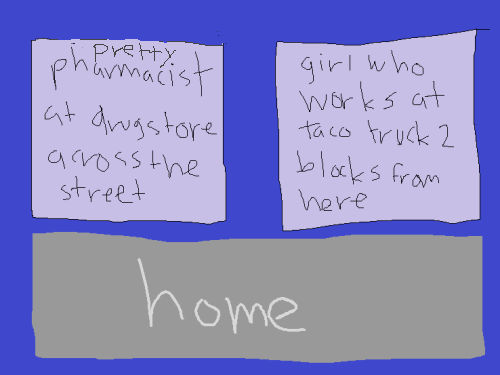 pretty
pharmacist
at drugstore
across the
street
girl who
works at
taco truck 2
blocks from
here
home